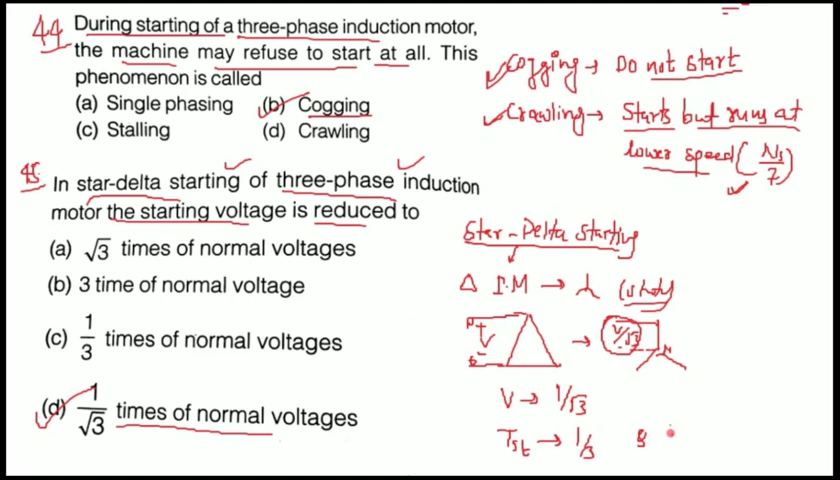 44 During starting of a three-phase induction motor,
the machine may refuse to start at all. This
phenomenon is called
(a) Single phasing (b) Cogging
(c) Stalling (d) Crawling
Cogging → Do not start
Crawling → Starts but runs at
lower speed (Ns/7)
45 In star-delta starting of three-phase induction
motor the starting voltage is reduced to
(a) √3 times of normal voltages
(b) 3 time of normal voltage
(c) 1/3 times of normal voltages
(d) 1/√3 times of normal voltages
Star-Delta Starting
Δ I.M →
V → V/√3
V → 1/√3
Tst → 1/3 &